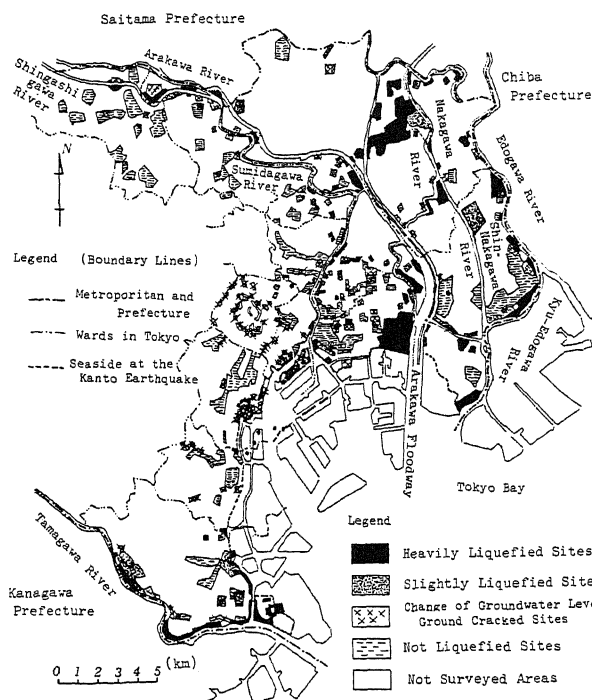 Saitama Prefecture
Shingashi
gawa
River
Arakawa River
Chiba
Prefecture
Nakagawa
River
Edogawa River
N
Sumidagawa
River
Shin-
Nakagawa
River
Kyu Edogawa
River
Legend (Boundary Lines)
Metroporitan and
Prefecture
Wards in Tokyo
Seaside at the
Kanto Earthquake
Arakawa Floodway
Tokyo Bay
Tamagawa River
Kanagawa
Prefecture
0 1 2 3 4 5 (km)
Legend
Heavily Liquefied Sites
Slightly Liquefied Site
Change of Groundwater Leve
Ground Cracked Sites
Not Liquefied Sites
Not Surveyed Areas